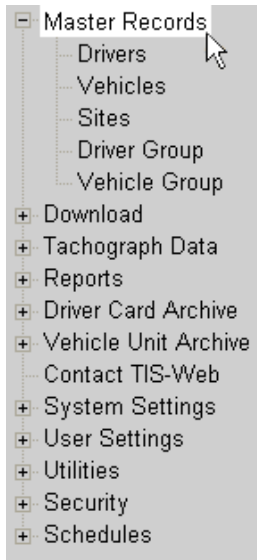 Master Records
Drivers
Vehicles
Sites
Driver Group
Vehicle Group
Download
Tachograph Data
Reports
Driver Card Archive
Vehicle Unit Archive
Contact TIS-Web
System Settings
User Settings
Utilities
Security
Schedules